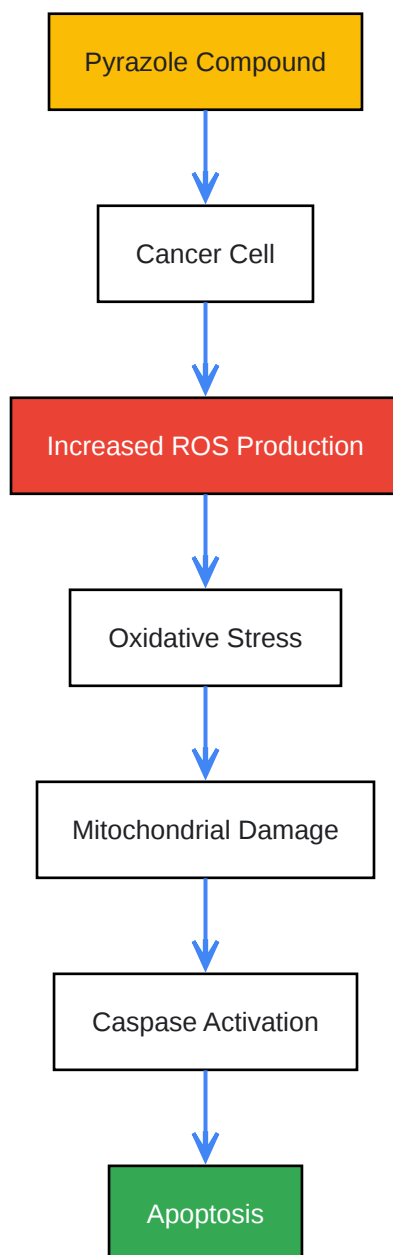 Pyrazole Compound
Cancer Cell
Increased ROS Production
Oxidative Stress
Mitochondrial Damage
Caspase Activation
Apoptosis